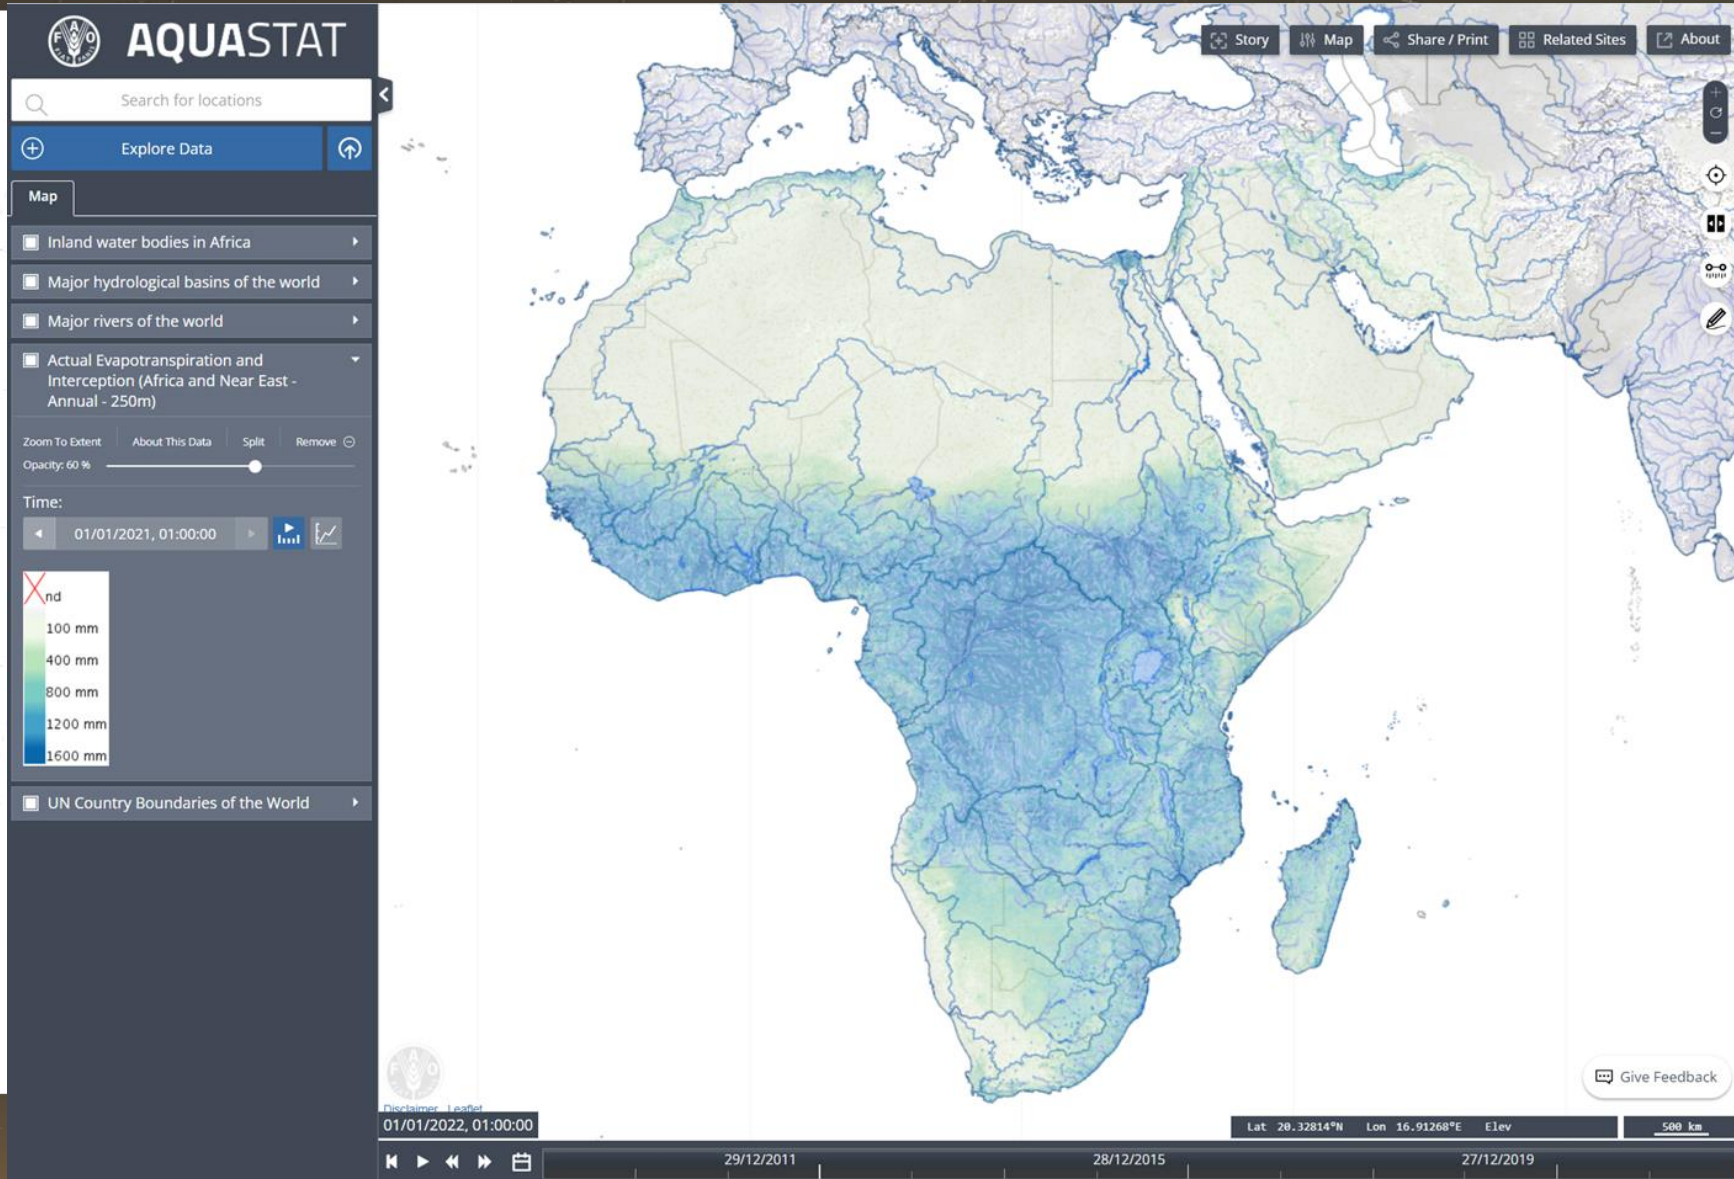 AQUASTAT
Search for locations
Explore Data
Map
Inland water bodies in Africa
Major hydrological basins of the world
Major rivers of the world
Actual Evapotranspiration and
Interception (Africa and Near East -
Annual - 250m)
Zoom To Extent
About This Data
Split
Remove
Opacity: 60 %
Time:
01/01/2021, 01:00:00
nd
100 mm
400 mm
800 mm
1200 mm
1600 mm
UN Country Boundaries of the World
Story
Map
Share / Print
Related Sites
About
Give Feedback
Disclaimer Leaflet
01/01/2022, 01:00:00
Lat 20.32814°N Lon 16.91268°E Elev
500 km
29/12/2011
28/12/2015
27/12/2019